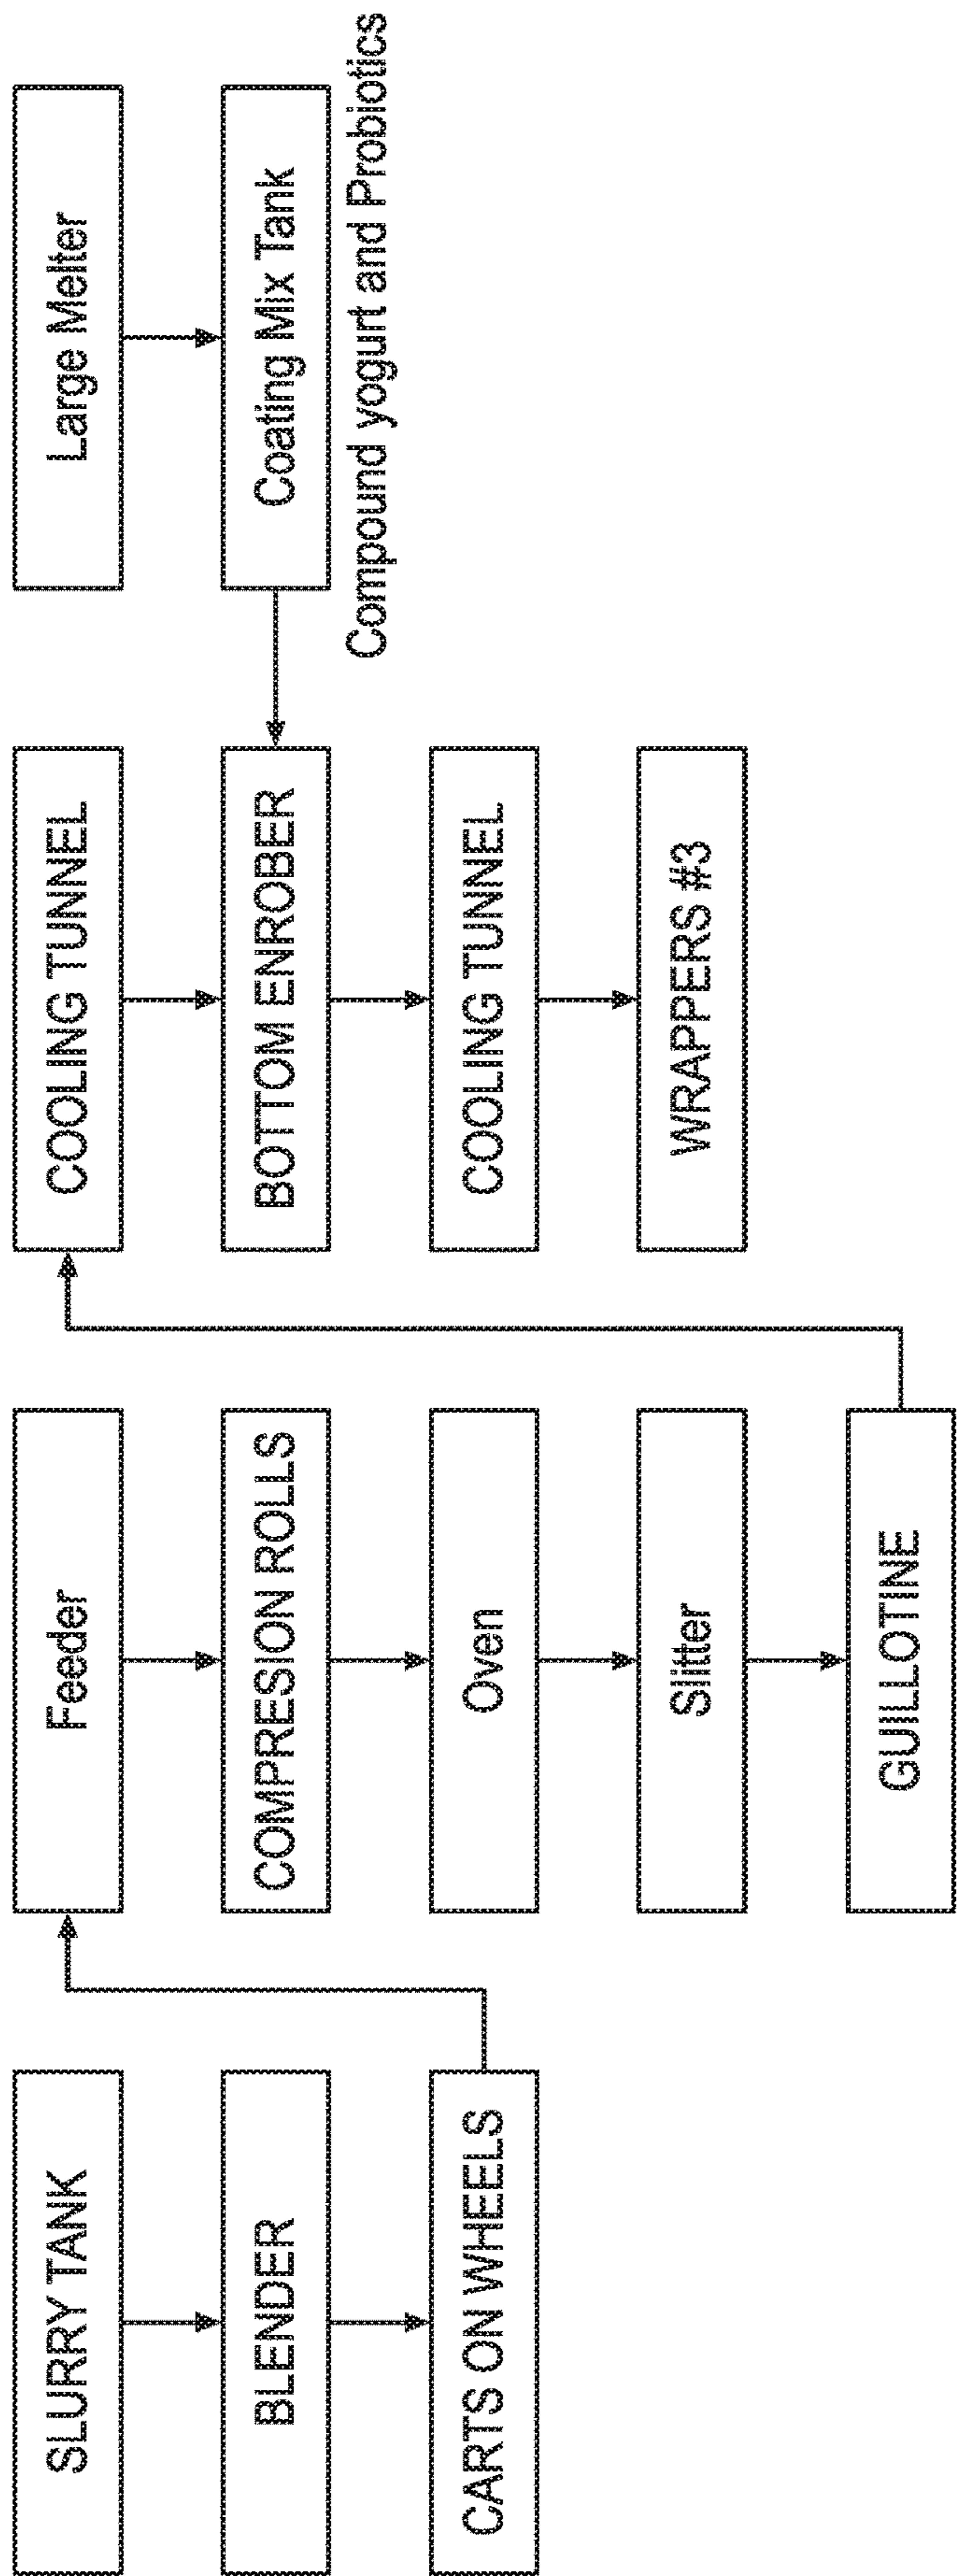 SLURRY TANK
BLENDER
CARTS ON WHEELS
Feeder
COMPRESION ROLLS
Oven
Slitter
GUILLOTINE
COOLING TUNNEL
BOTTOM ENROBER
COOLING TUNNEL
WRAPPERS #3
Large Melter
Coating Mix Tank
Compound yogurt and Probiotics